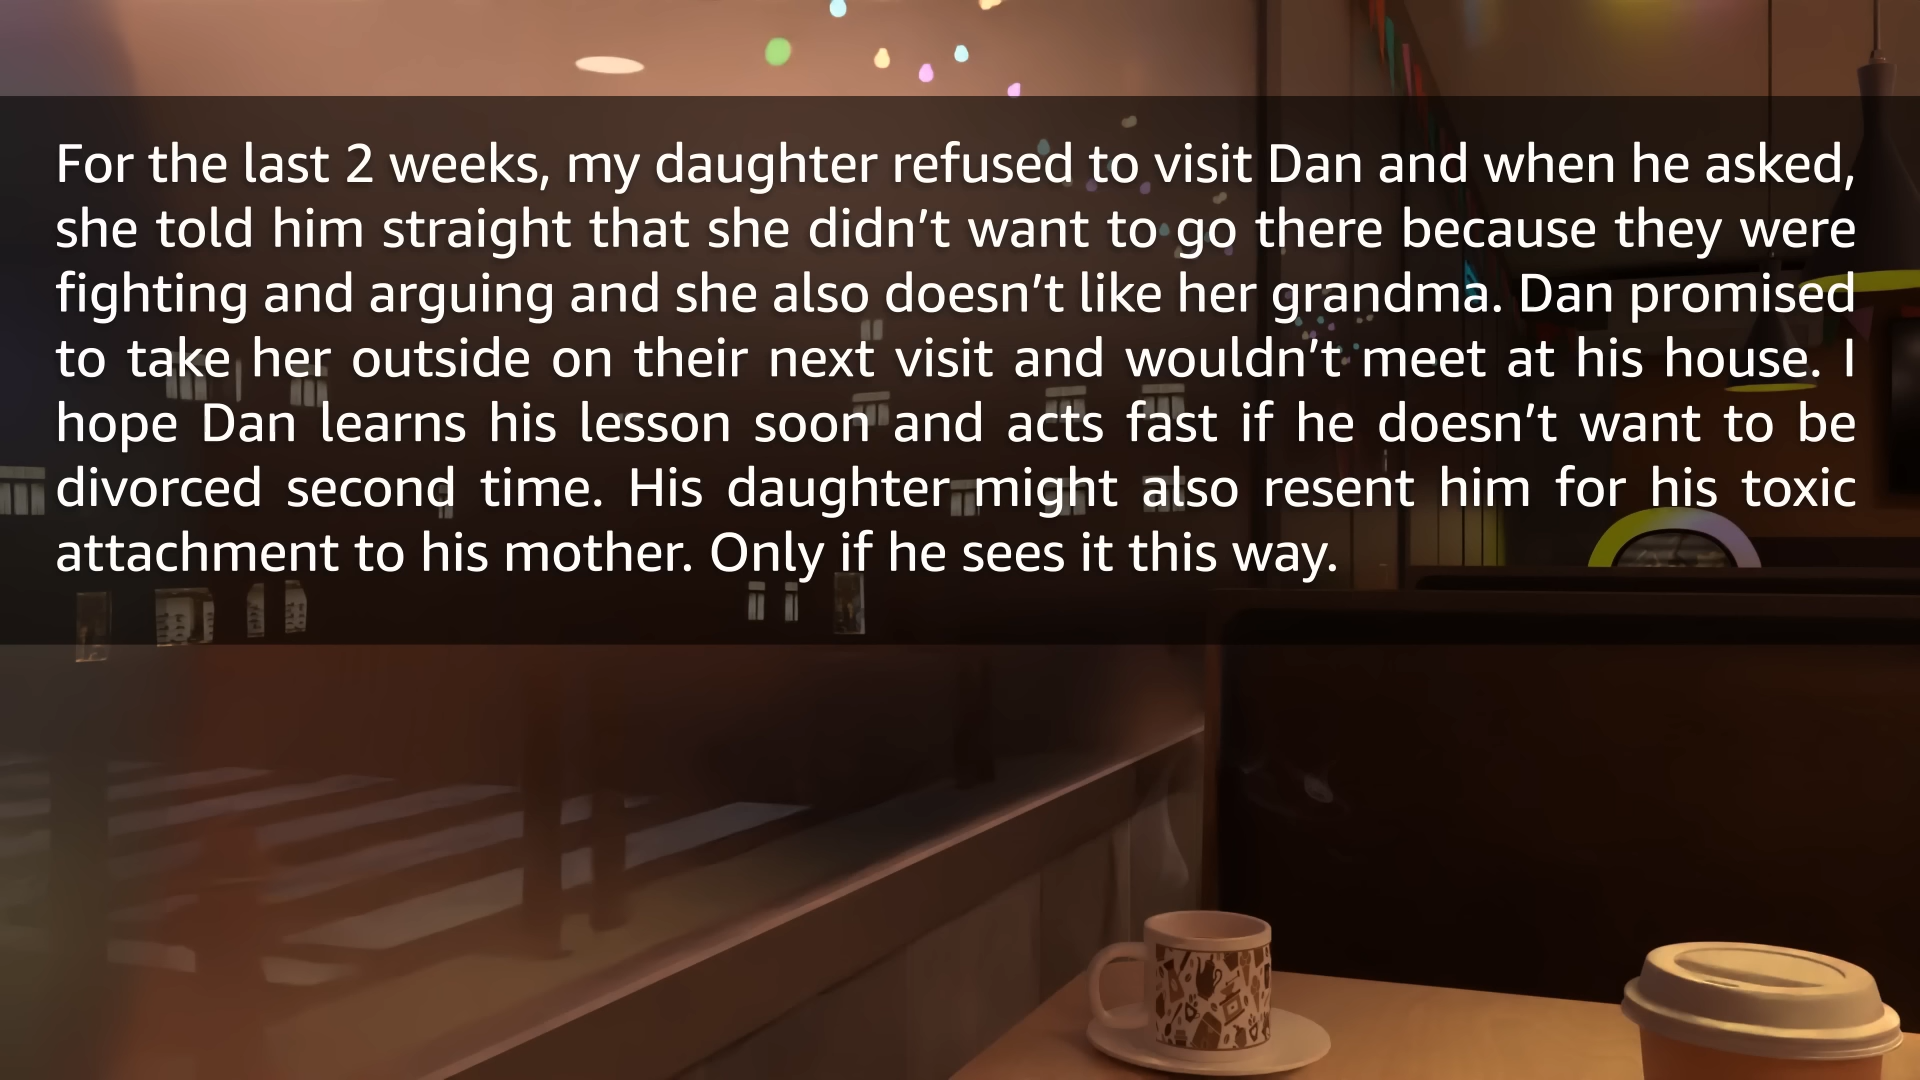 For the last 2 weeks, my daughter refused to visit Dan and when he asked,
she told him straight that she didn’t want to go there because they were
fighting and arguing and she also doesn’t like her grandma. Dan promised
to take her outside on their next visit and wouldn’t meet at his house. I
hope Dan learns his lesson soon and acts fast if he doesn’t want to be
divorced second time. His daughter might also resent him for his toxic
attachment to his mother. Only if he sees it this way.